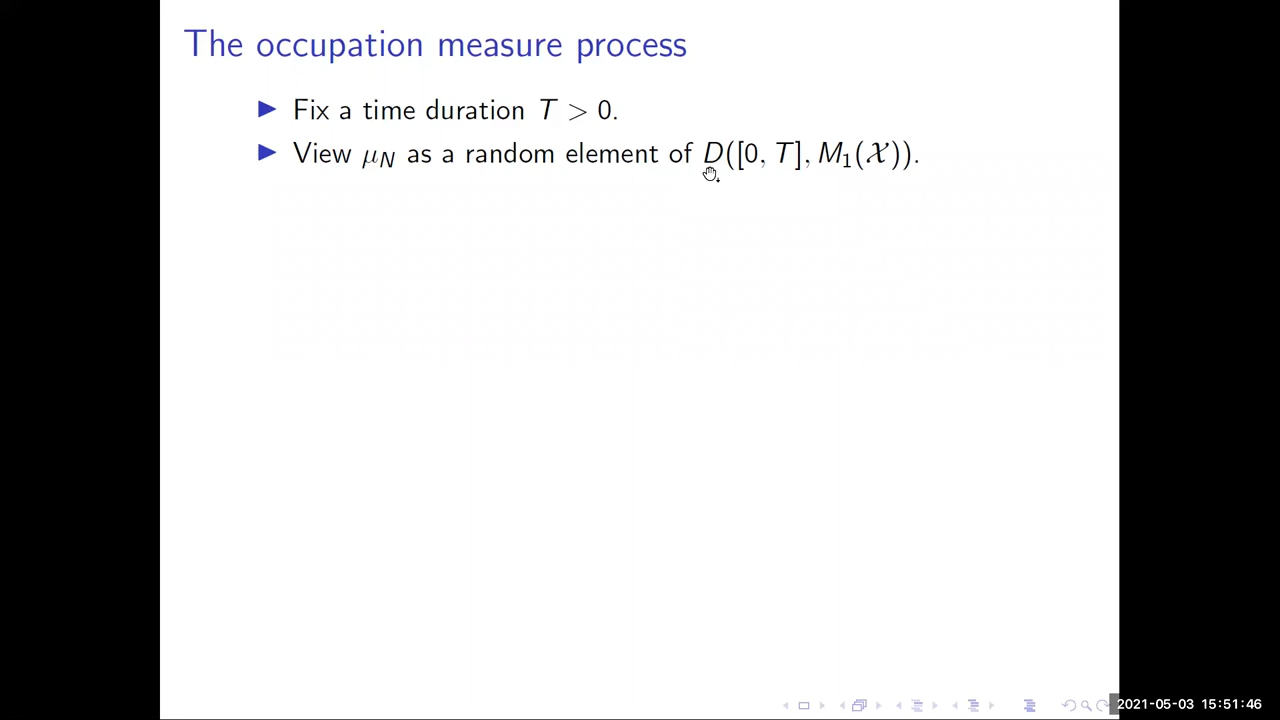 The occupation measure process
▶ Fix a time duration T > 0.
▶ View μ_N as a random element of D([0, T], M₁(𝒳)).
2021-05-03 15:51:46